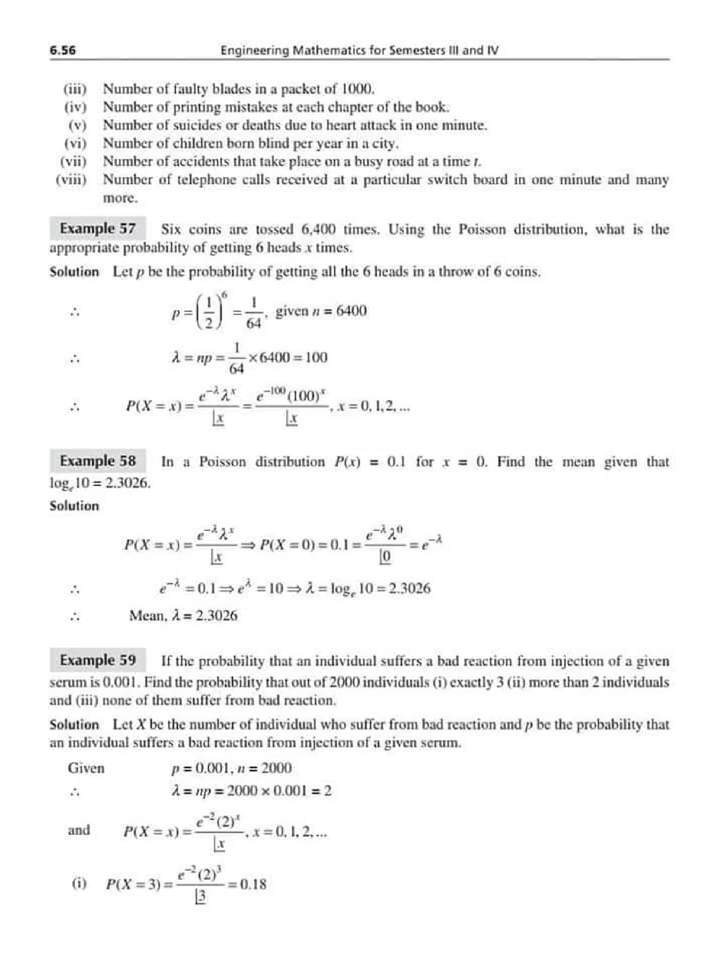 6.56 Engineering Mathematics for Semesters III and IV
(iii) Number of faulty blades in a packet of 1000.
(iv) Number of printing mistakes at each chapter of the book.
(v) Number of suicides or deaths due to heart attack in one minute.
(vi) Number of children born blind per year in a city.
(vii) Number of accidents that take place on a busy road at a time t.
(viii) Number of telephone calls received at a particular switch board in one minute and many
more.
Example 57 Six coins are tossed 6,400 times. Using the Poisson distribution, what is the
appropriate probability of getting 6 heads x times.
Solution Let p be the probability of getting all the 6 heads in a throw of 6 coins.
∴ p = (1/2)^6 = 1/64, given n = 6400
∴ λ = np = 1/64 × 6400 = 100
∴ P(X = x) = e^{-λ} λ^x / |x = e^{-100} (100)^x / |x, x = 0, 1, 2, ...
Example 58 In a Poisson distribution P(x) = 0.1 for x = 0. Find the mean given that
log_e 10 = 2.3026.
Solution
P(X = x) = e^{-λ} λ^x / |x ⇒ P(X = 0) = 0.1 = e^{-λ} λ^0 / |0 = e^{-λ}
∴ e^{-λ} = 0.1 ⇒ e^λ = 10 ⇒ λ = log_e 10 = 2.3026
∴ Mean, λ = 2.3026
Example 59 If the probability that an individual suffers a bad reaction from injection of a given
serum is 0.001. Find the probability that out of 2000 individuals (i) exactly 3 (ii) more than 2 individuals
and (iii) none of them suffer from bad reaction.
Solution Let X be the number of individual who suffer from bad reaction and p be the probability that
an individual suffers a bad reaction from injection of a given serum.
Given p = 0.001, n = 2000
∴ λ = np = 2000 × 0.001 = 2
and P(X = x) = e^{-2} (2)^x / |x, x = 0, 1, 2, ...
(i) P(X = 3) = e^{-2} (2)^3 / |3 = 0.18